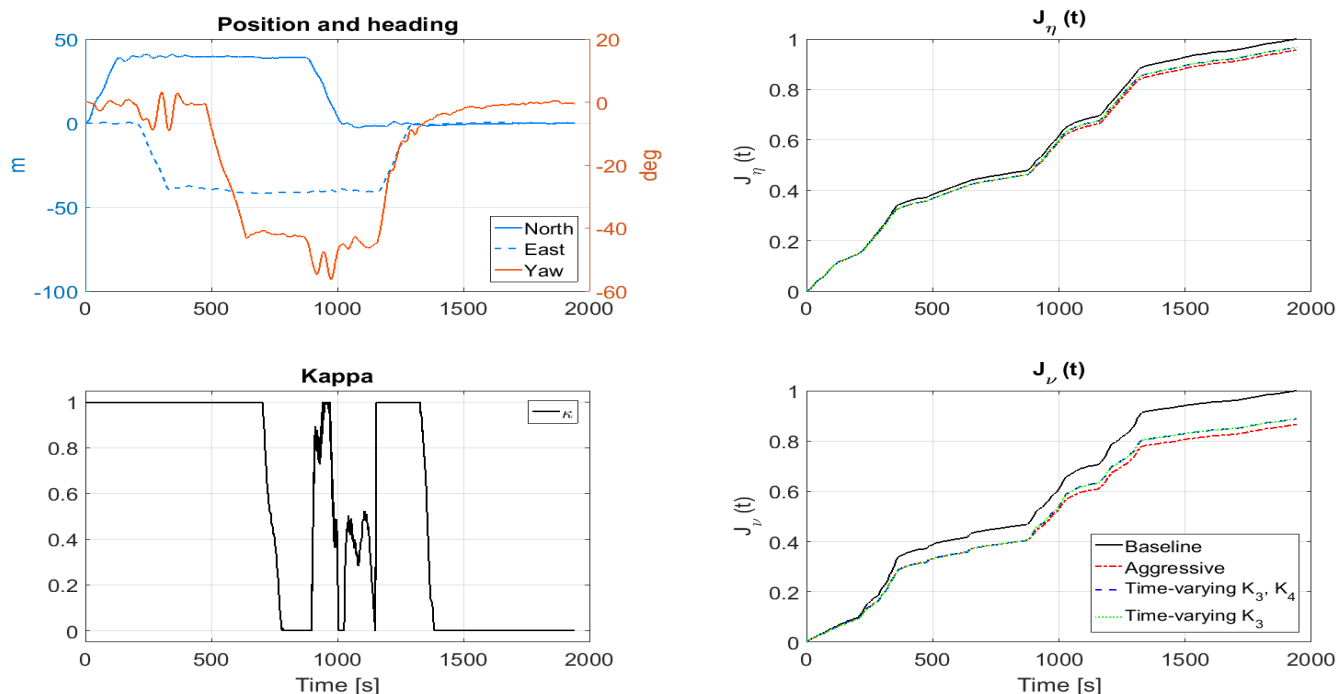 Position and heading
50
0
-50
-100
m
20
0
-20
-40
-60
deg
North
East
Yaw
0 500 1000 1500 2000
J_η (t)
1
0.8
0.6
0.4
0.2
0
J_η (t)
0 500 1000 1500 2000
Kappa
1
0.8
0.6
0.4
0.2
0
κ
0 500 1000 1500 2000
Time [s]
J_ν (t)
1
0.8
0.6
0.4
0.2
0
J_ν (t)
Baseline
Aggressive
Time-varying K_3, K_4
Time-varying K_3
0 500 1000 1500 2000
Time [s]